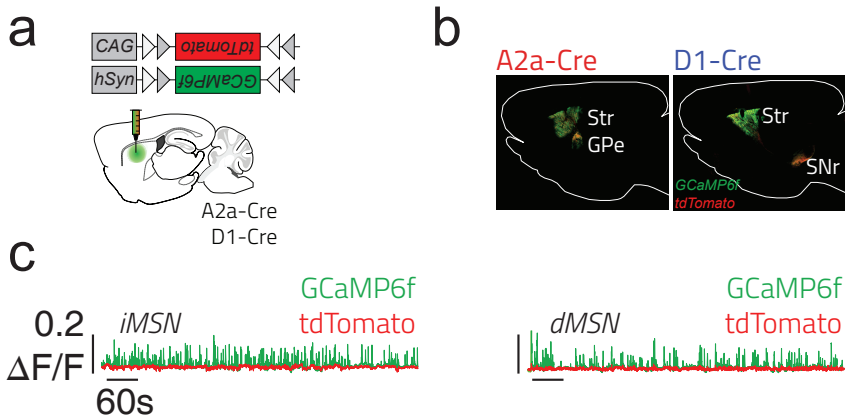 a
CAG tdTomato
hSyn GCaMP6f
A2a-Cre
D1-Cre
b
A2a-Cre
D1-Cre
Str
GPe
Str
SNr
GCaMP6f
tdTomato
c
0.2
ΔF/F
60s
iMSN
GCaMP6f
tdTomato
dMSN
GCaMP6f
tdTomato